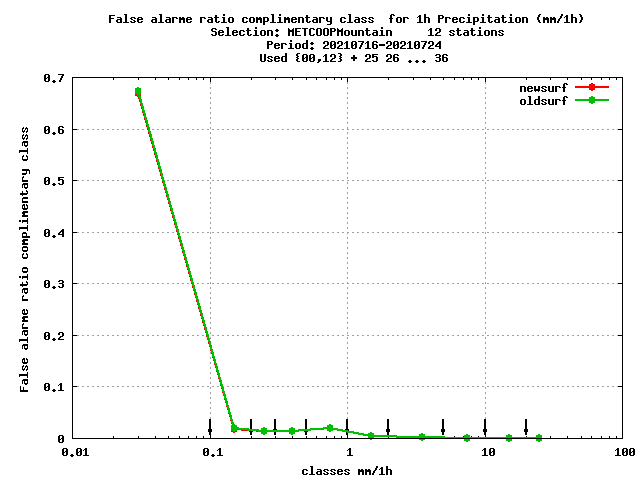 False alarme ratio complimentary class  for 1h Precipitation (mm/1h)
Selection: METCOOPMountain     12 stations
Period: 20210716-20210724
Used {00,12} + 25 26 ... 36
newsurf
oldsurf
False alarme ratio complimentary class
0.7
0.6
0.5
0.4
0.3
0.2
0.1
0
0.01
0.1
1
10
100
classes mm/1h